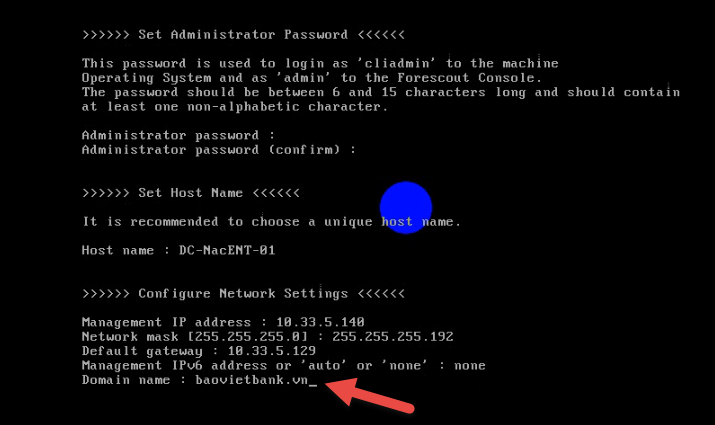 >>>>>> Set Administrator Password <<<<<<
This password is used to login as 'cliadmin' to the machine
Operating System and as 'admin' to the Forescout Console.
The password should be between 6 and 15 characters long and should contain
at least one non-alphabetic character.
Administrator password :
Administrator password (confirm) :
>>>>>> Set Host Name <<<<<<
It is recommended to choose a unique host name.
Host name : DC-NacENT-01
>>>>>> Configure Network Settings <<<<<<
Management IP address : 10.33.5.140
Network mask [255.255.255.0] : 255.255.255.192
Default gateway : 10.33.5.129
Management IPv6 address or 'auto' or 'none' : none
Domain name : baovietbank.vn_